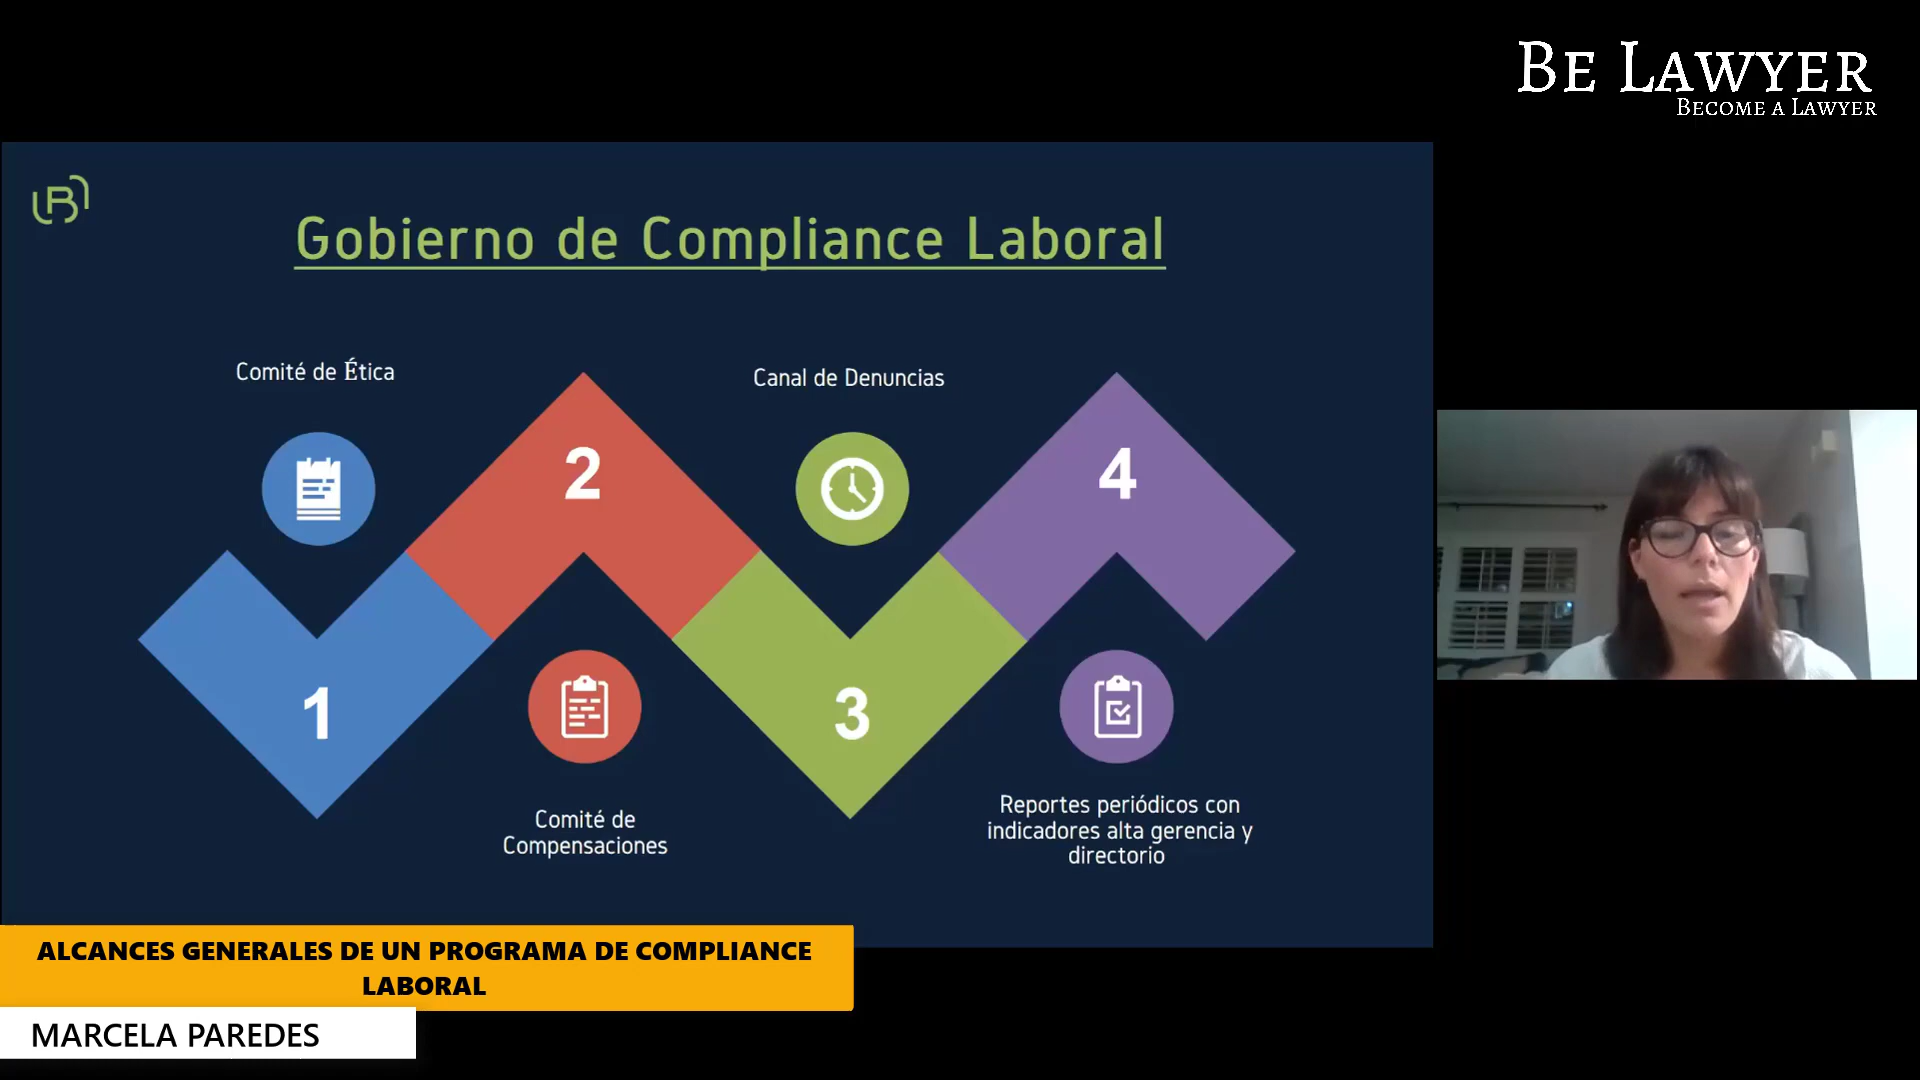 BE LAWYER
BECOME A LAWYER
Gobierno de Compliance Laboral
Comité de Ética
Canal de Denuncias
2
4
1
3
Comité de
Compensaciones
Reportes periódicos con
indicadores alta gerencia y
directorio
ALCANCES GENERALES DE UN PROGRAMA DE COMPLIANCE
LABORAL
MARCELA PAREDES